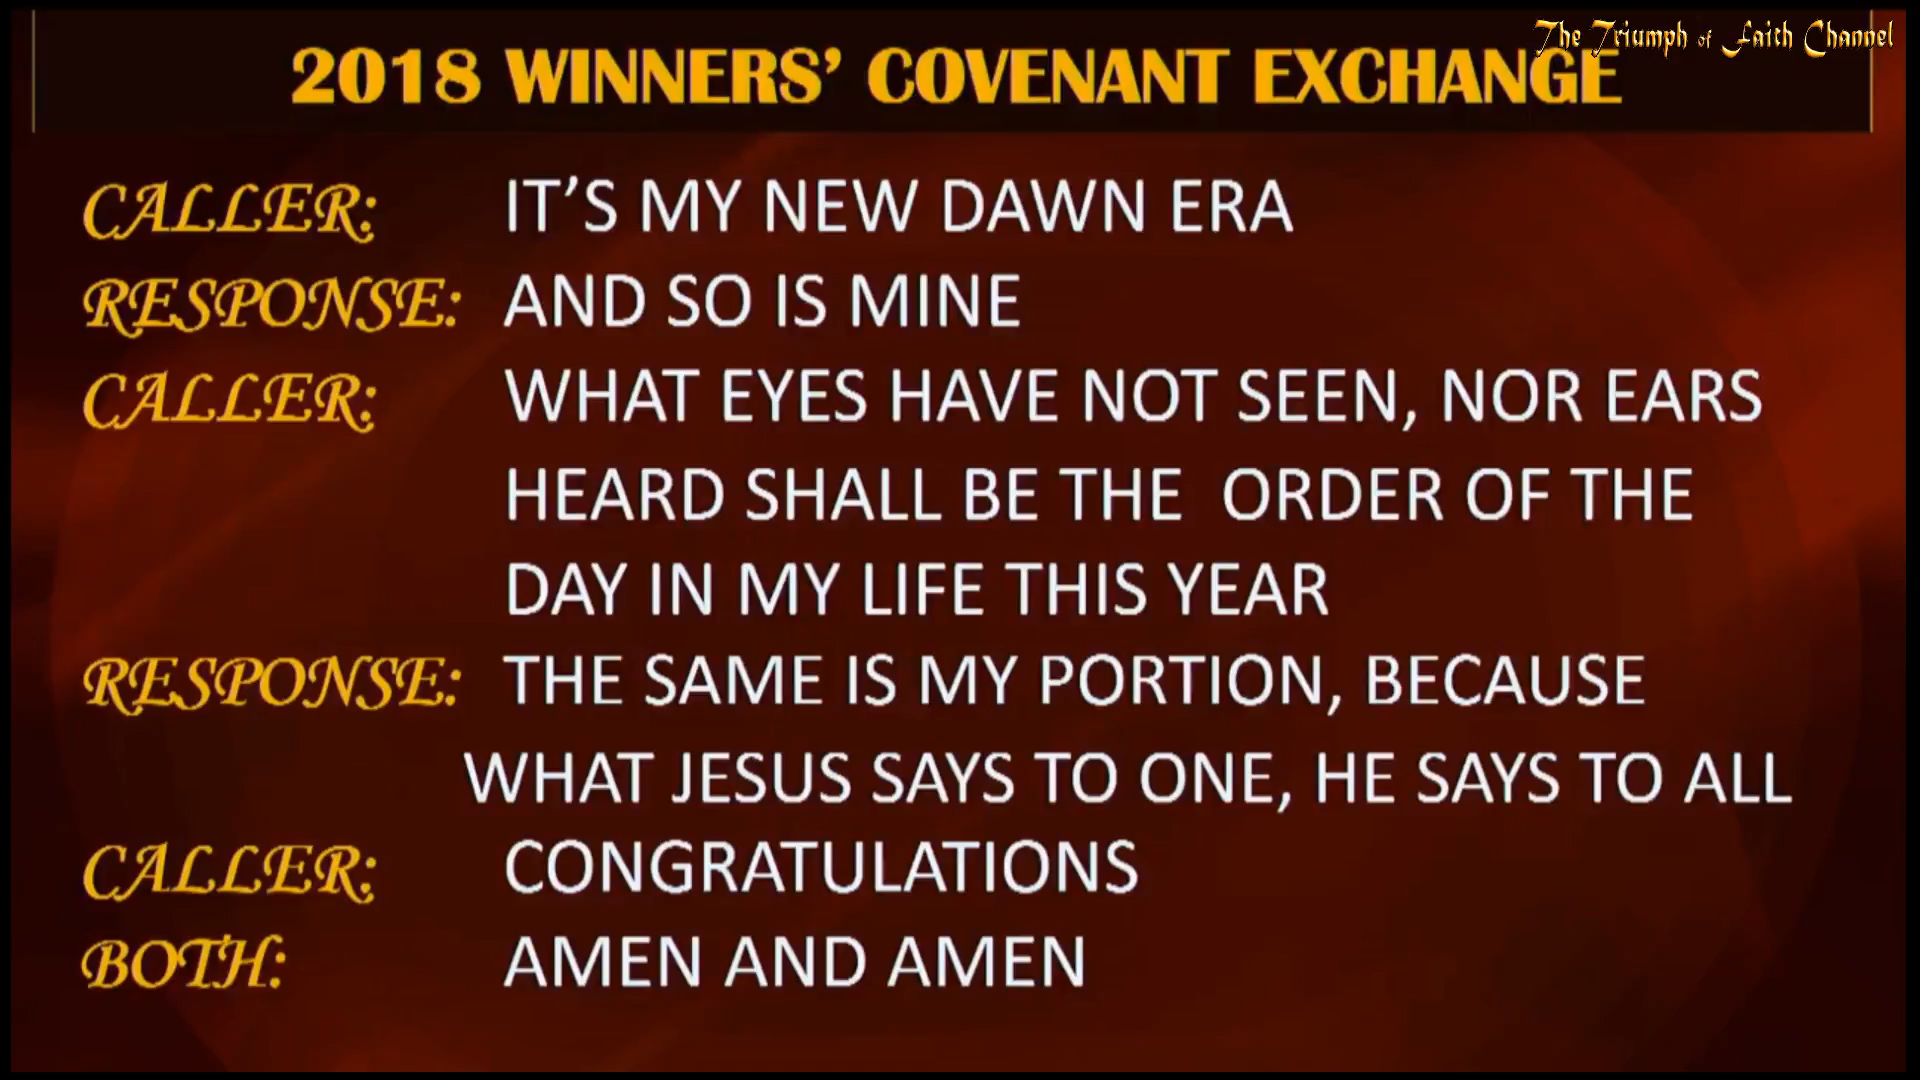 The Triumph of Faith Channel
2018 WINNERS’ COVENANT EXCHANGE
CALLER: IT’S MY NEW DAWN ERA
RESPONSE: AND SO IS MINE
CALLER: WHAT EYES HAVE NOT SEEN, NOR EARS
HEARD SHALL BE THE ORDER OF THE
DAY IN MY LIFE THIS YEAR
RESPONSE: THE SAME IS MY PORTION, BECAUSE
WHAT JESUS SAYS TO ONE, HE SAYS TO ALL
CALLER: CONGRATULATIONS
BOTH: AMEN AND AMEN